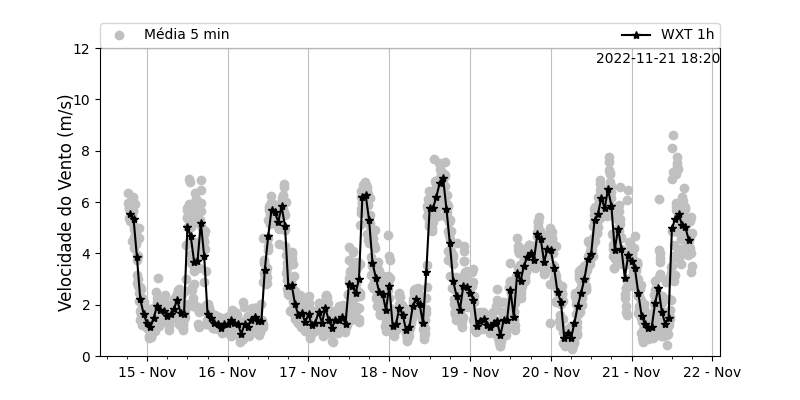 Média 5 min
WXT 1h
2022-11-21 18:20
Velocidade do Vento (m/s)
12
10
8
6
4
2
0
15 - Nov 16 - Nov 17 - Nov 18 - Nov 19 - Nov 20 - Nov 21 - Nov 22 - Nov